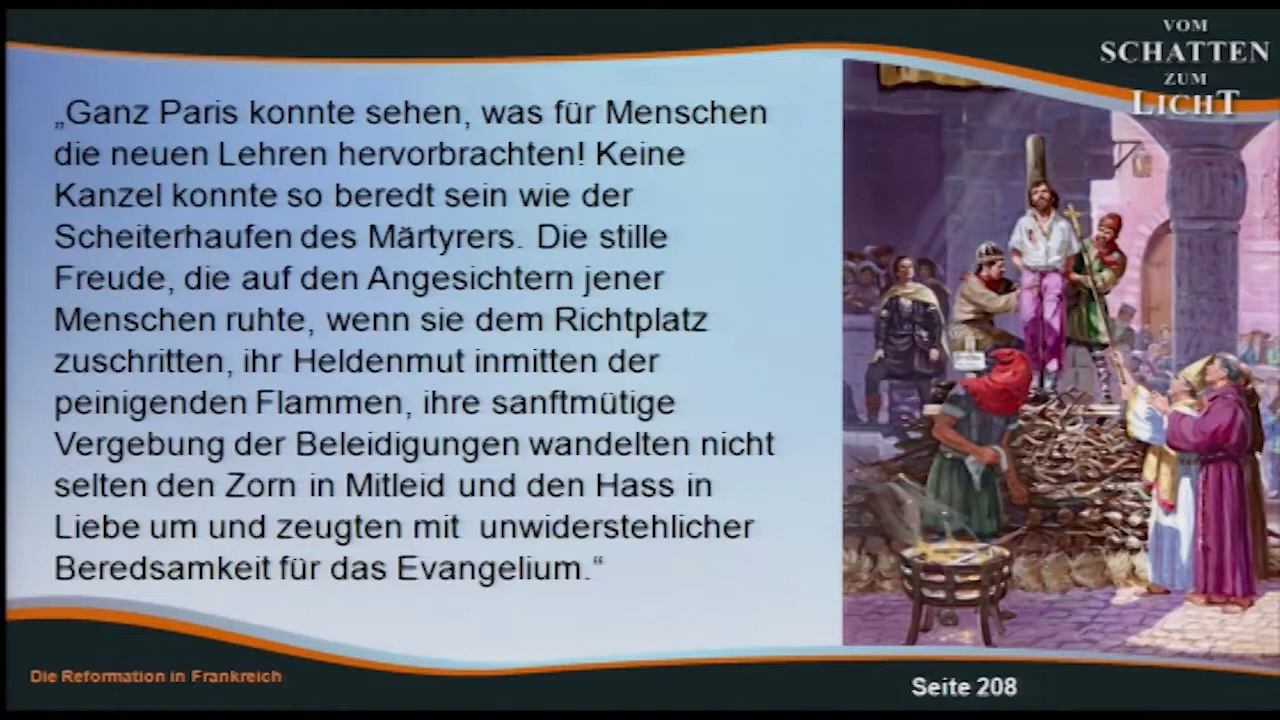 VOM
SCHATTEN
ZUM
LICHT
„Ganz Paris konnte sehen, was für Menschen
die neuen Lehren hervorbrachten! Keine
Kanzel konnte so beredt sein wie der
Scheiterhaufen des Märtyrers. Die stille
Freude, die auf den Angesichtern jener
Menschen ruhte, wenn sie dem Richtplatz
zuschritten, ihr Heldenmut inmitten der
peinigenden Flammen, ihre sanftmütige
Vergebung der Beleidigungen wandelten nicht
selten den Zorn in Mitleid und den Hass in
Liebe um und zeugten mit unwiderstehlicher
Beredsamkeit für das Evangelium.“
Die Reformation in Frankreich
Seite 208